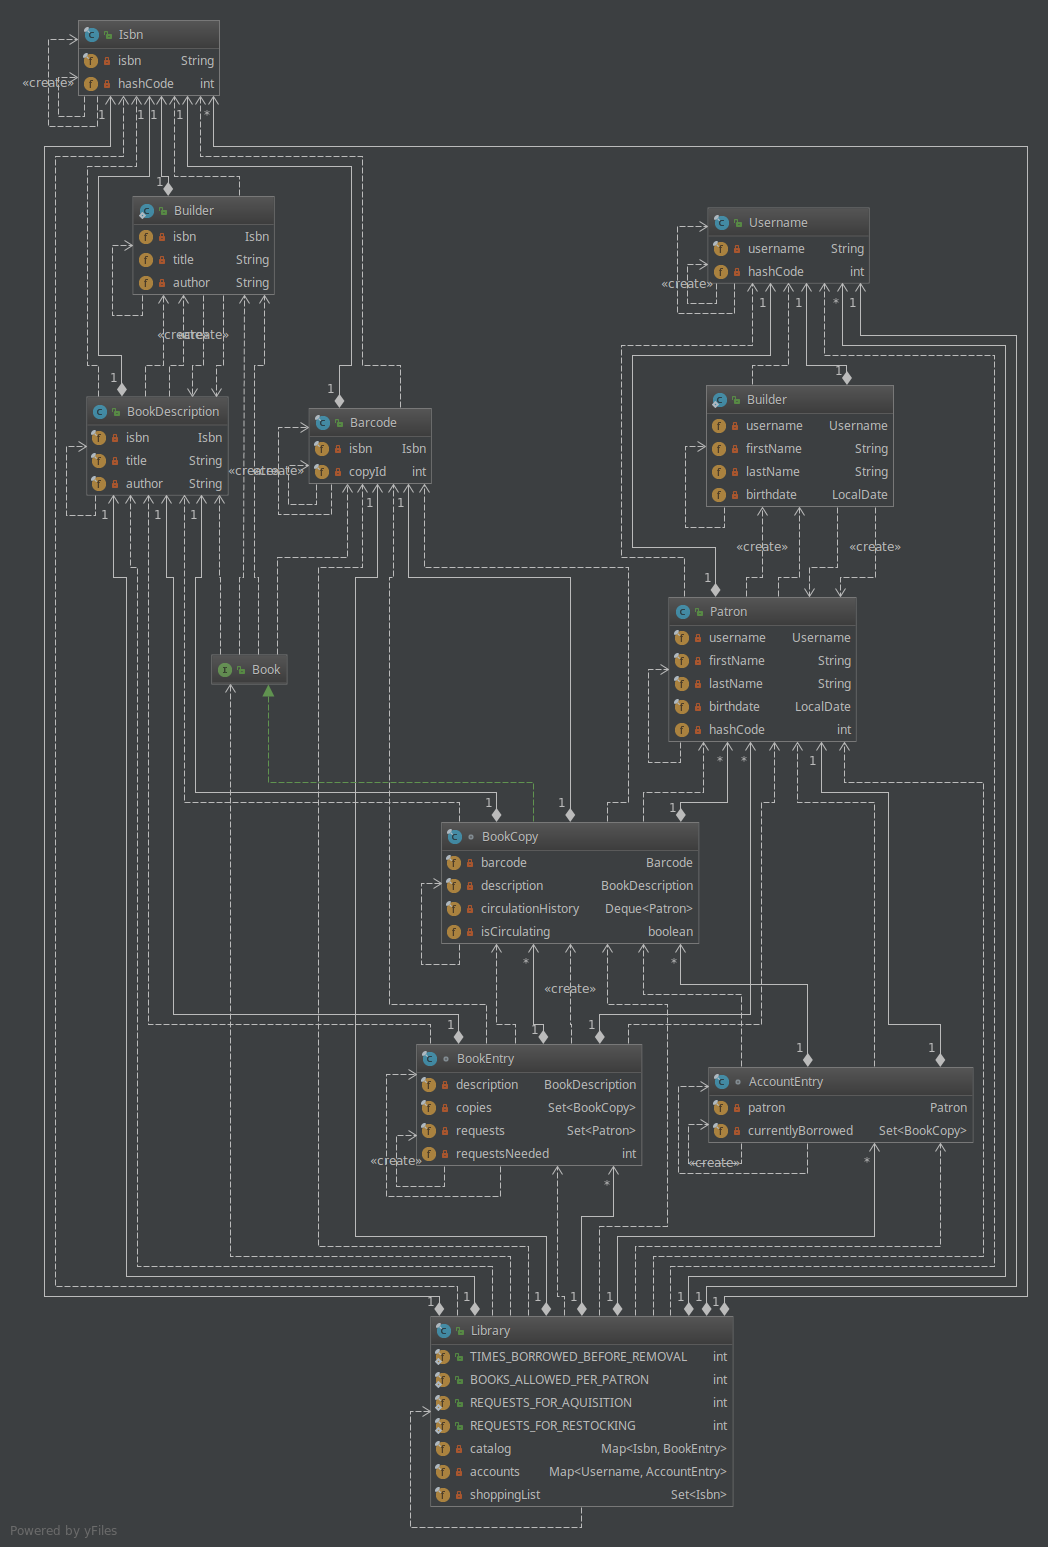 Isbn
isbn String
«create»
hashCode int
1
1
1
1
*
1
Builder
isbn Isbn
title String
author String
«create»
«create»
Username
username String
hashCode int
«create»
1
1
*
1
1
1
1
Builder
username Username
firstName String
lastName String
birthdate LocalDate
BookDescription
isbn Isbn
title String
author String
Barcode
isbn Isbn
copyId int
«create»
«create»
1
1
1
1
1
«create»
«create»
1
Patron
username Username
firstName String
lastName String
birthdate LocalDate
hashCode int
Book
*
*
1
1
1
1
BookCopy
barcode Barcode
description BookDescription
circulationHistory Deque<Patron>
isCirculating boolean
*
*
«create»
1
1
1
1
1
BookEntry
description BookDescription
copies Set<BookCopy>
requests Set<Patron>
requestsNeeded int
«create»
AccountEntry
patron Patron
currentlyBorrowed Set<BookCopy>
«create»
*
*
1
1
1
1
1
1
1
1
Library
TIMES_BORROWED_BEFORE_REMOVAL int
BOOKS_ALLOWED_PER_PATRON int
REQUESTS_FOR_AQUISITION int
REQUESTS_FOR_RESTOCKING int
catalog Map<Isbn, BookEntry>
accounts Map<Username, AccountEntry>
shoppingList Set<Isbn>
Powered by yFiles